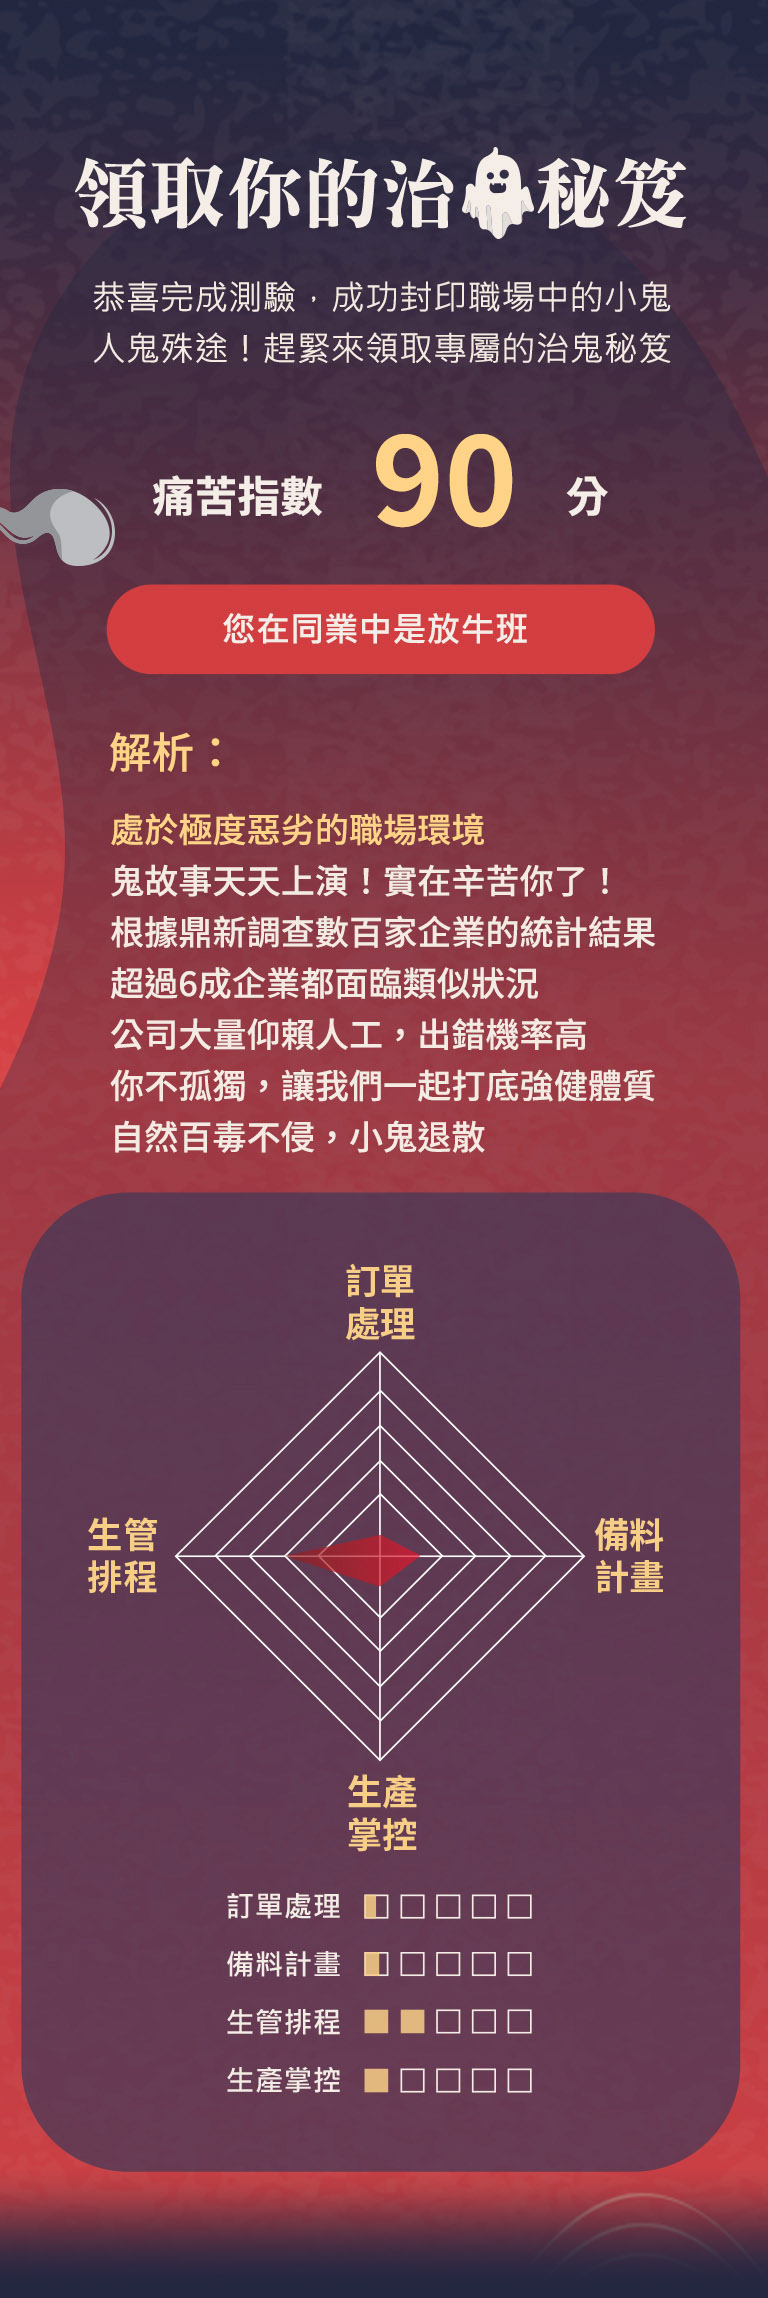 領取你的治秘笈
恭喜完成測驗，成功封印職場中的小鬼
人鬼殊途！趕緊來領取專屬的治鬼秘笈
痛苦指數 90 分
您在同業中是放牛班
解析：
處於極度惡劣的職場環境
鬼故事天天上演！實在辛苦你了！
根據鼎新調查數百家企業的統計結果
超過6成企業都面臨類似狀況
公司大量仰賴人工，出錯機率高
你不孤獨，讓我們一起打底強健體質
自然百毒不侵，小鬼退散
訂單
處理
生管
排程
備料
計畫
生產
掌控
訂單處理
備料計畫
生管排程
生產掌控